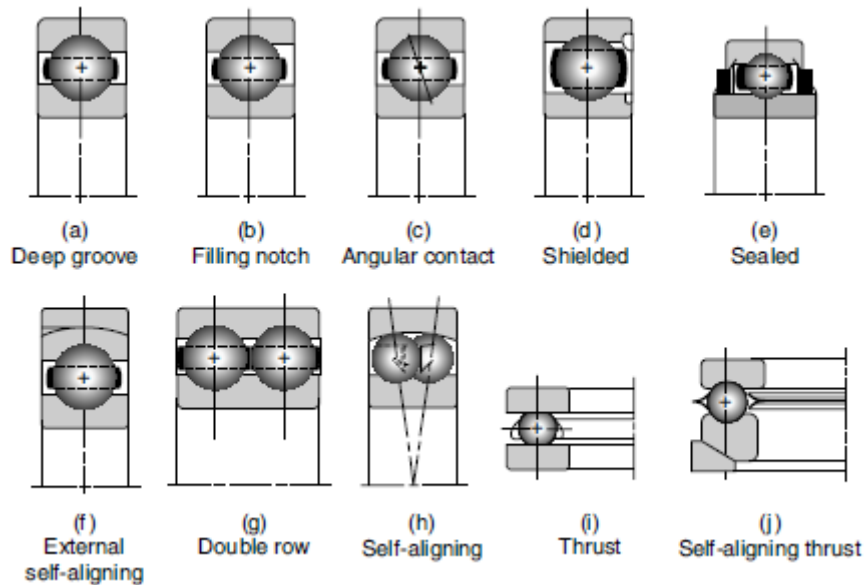 (a)
Deep groove
(b)
Filling notch
(c)
Angular contact
(d)
Shielded
(e)
Sealed
(f)
External
self-aligning
(g)
Double row
(h)
Self-aligning
(i)
Thrust
(j)
Self-aligning thrust